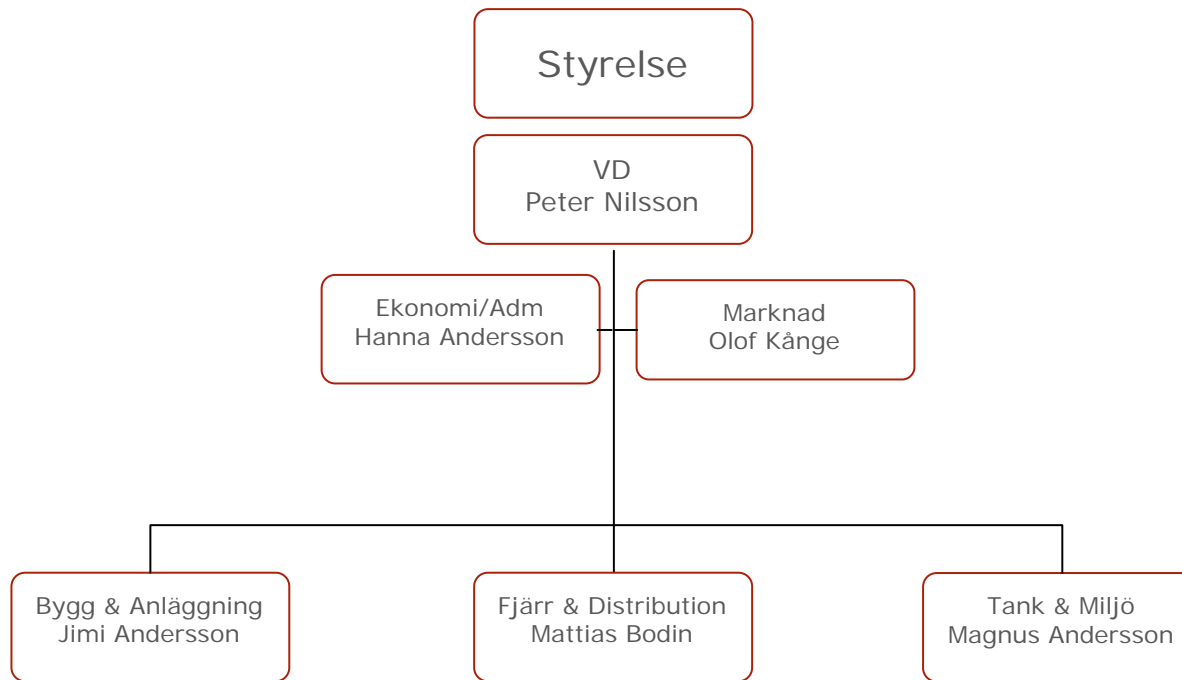 Styrelse
VD
Peter Nilsson
Ekonomi/Adm
Hanna Andersson
Marknad
Olof Kånge
Bygg & Anläggning
Jimi Andersson
Fjärr & Distribution
Mattias Bodin
Tank & Miljö
Magnus Andersson